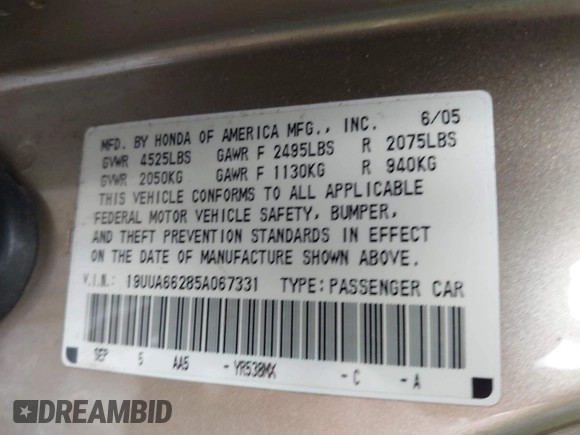 MFD. BY HONDA OF AMERICA MFG., INC. 6/05
GVWR 4525LBS GAWR F 2495LBS R 2075LBS
GVWR 2050KG GAWR F 1130KG R 940KG
THIS VEHICLE CONFORMS TO ALL APPLICABLE
FEDERAL MOTOR VEHICLE SAFETY, BUMPER,
AND THEFT PREVENTION STANDARDS IN EFFECT
ON THE DATE OF MANUFACTURE SHOWN ABOVE.
V.I.N.: 19UUA66285A067331 TYPE: PASSENGER CAR
SEP 5 AA5 - YR538MX - C - A
DREAMBID